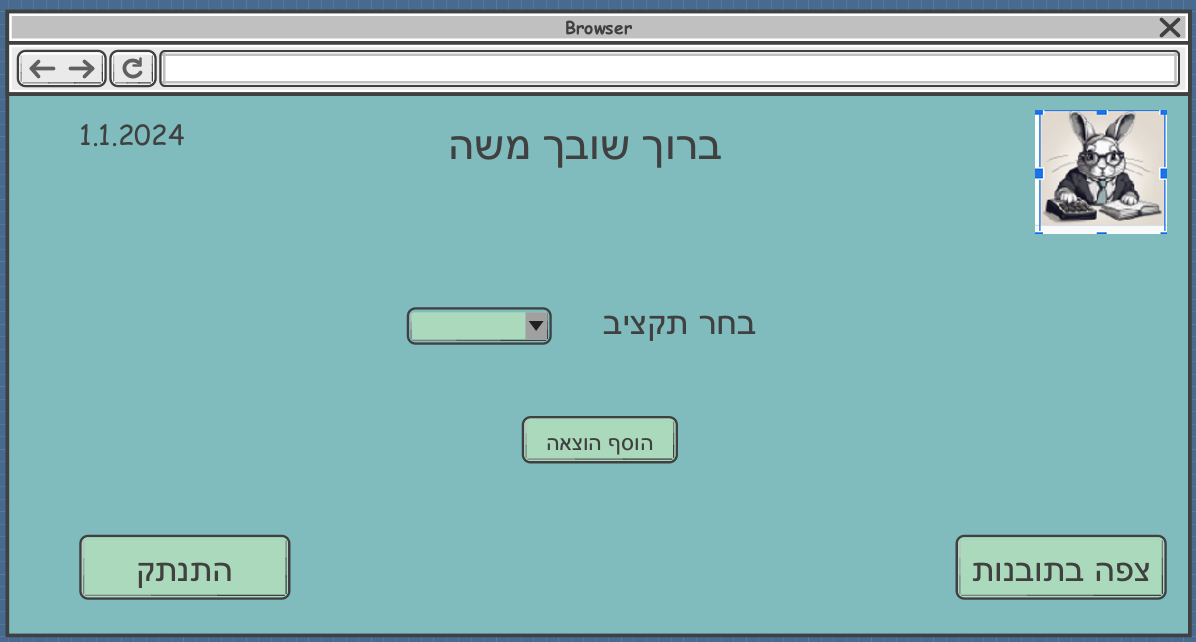 Browser
1.1.2024
ברוך שובך משה
בחר תקציב
הוסף הוצאה
צפה בתובנות
התנתק